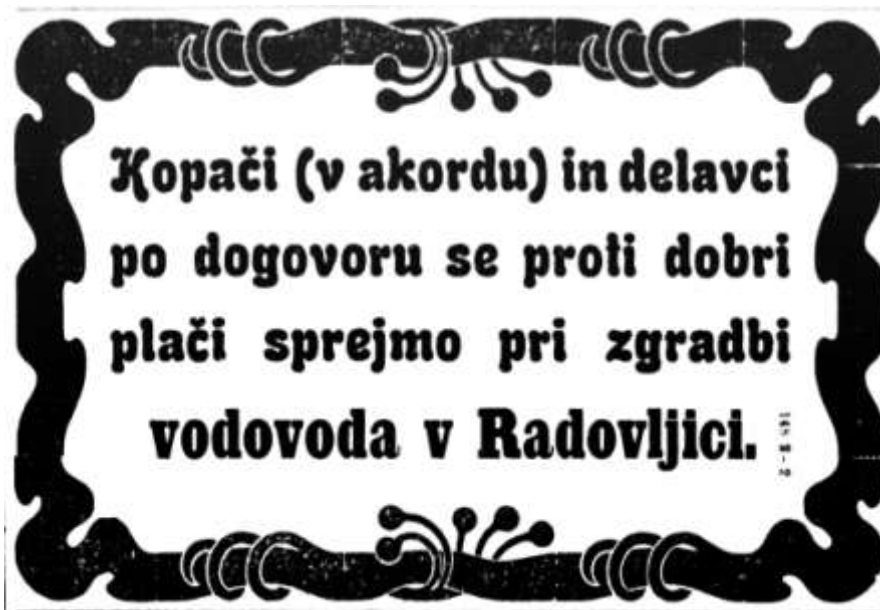 Kopači (v akordu) in delavci
po dogovoru se proti dobri
plači sprejmo pri zgradbi
vodovoda v Radovljici.